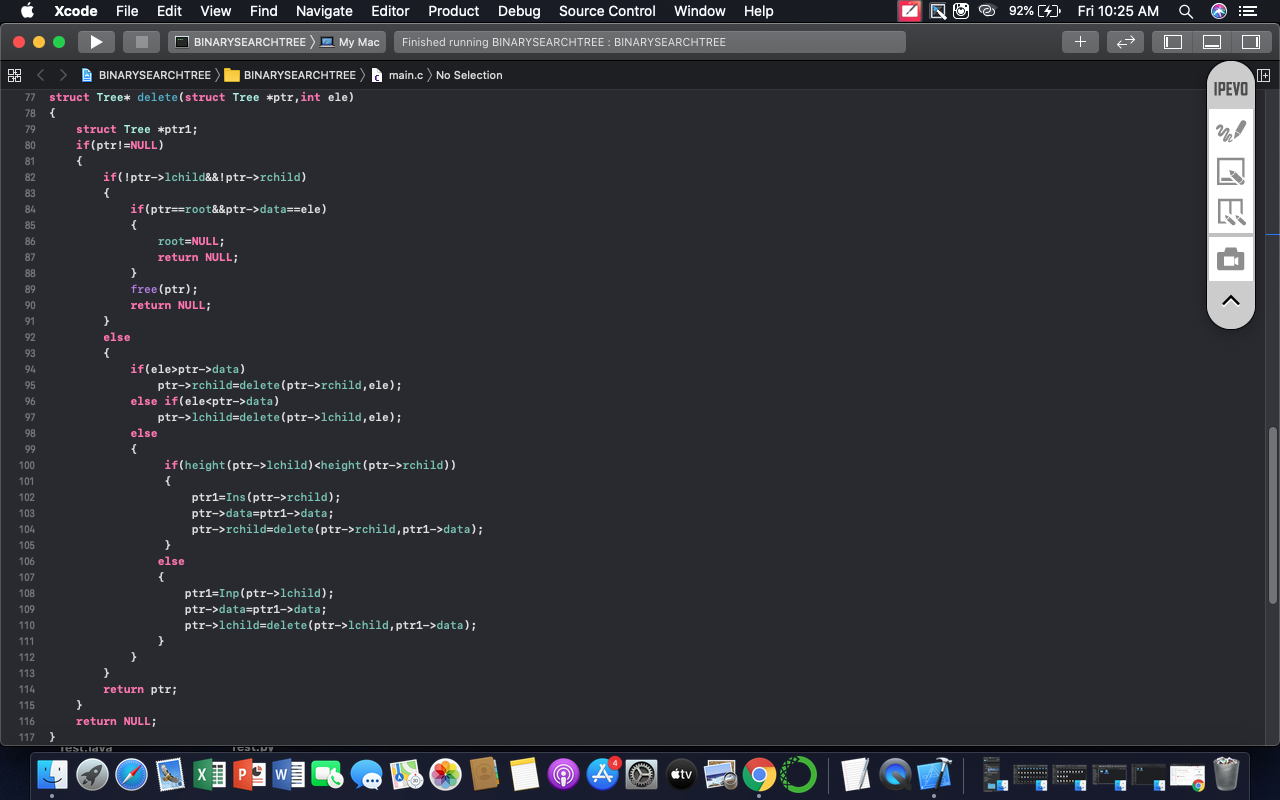 Xcode File Edit View Find Navigate Editor Product Debug Source Control Window Help 92% Fri 10:25 AM
BINARYSEARCHTREE 〉 My Mac Finished running BINARYSEARCHTREE : BINARYSEARCHTREE
BINARYSEARCHTREE 〉 BINARYSEARCHTREE 〉 main.c 〉 No Selection
IPEVO
77 struct Tree* delete(struct Tree *ptr,int ele)
78 {
79     struct Tree *ptr1;
80     if(ptr!=NULL)
81     {
82         if(!ptr->lchild&&!ptr->rchild)
83         {
84             if(ptr==root&&ptr->data==ele)
85             {
86                 root=NULL;
87                 return NULL;
88             }
89             free(ptr);
90             return NULL;
91         }
92         else
93         {
94             if(ele>ptr->data)
95                 ptr->rchild=delete(ptr->rchild,ele);
96             else if(ele<ptr->data)
97                 ptr->lchild=delete(ptr->lchild,ele);
98             else
99             {
100                  if(height(ptr->lchild)<height(ptr->rchild))
101                  {
102                      ptr1=Ins(ptr->rchild);
103                      ptr->data=ptr1->data;
104                      ptr->rchild=delete(ptr->rchild,ptr1->data);
105                  }
106                 else
107                 {
108                     ptr1=Inp(ptr->lchild);
109                     ptr->data=ptr1->data;
110                     ptr->lchild=delete(ptr->lchild,ptr1->data);
111                 }
112             }
113         }
114         return ptr;
115     }
116     return NULL;
117 }
Test.java Test.py
4
tv